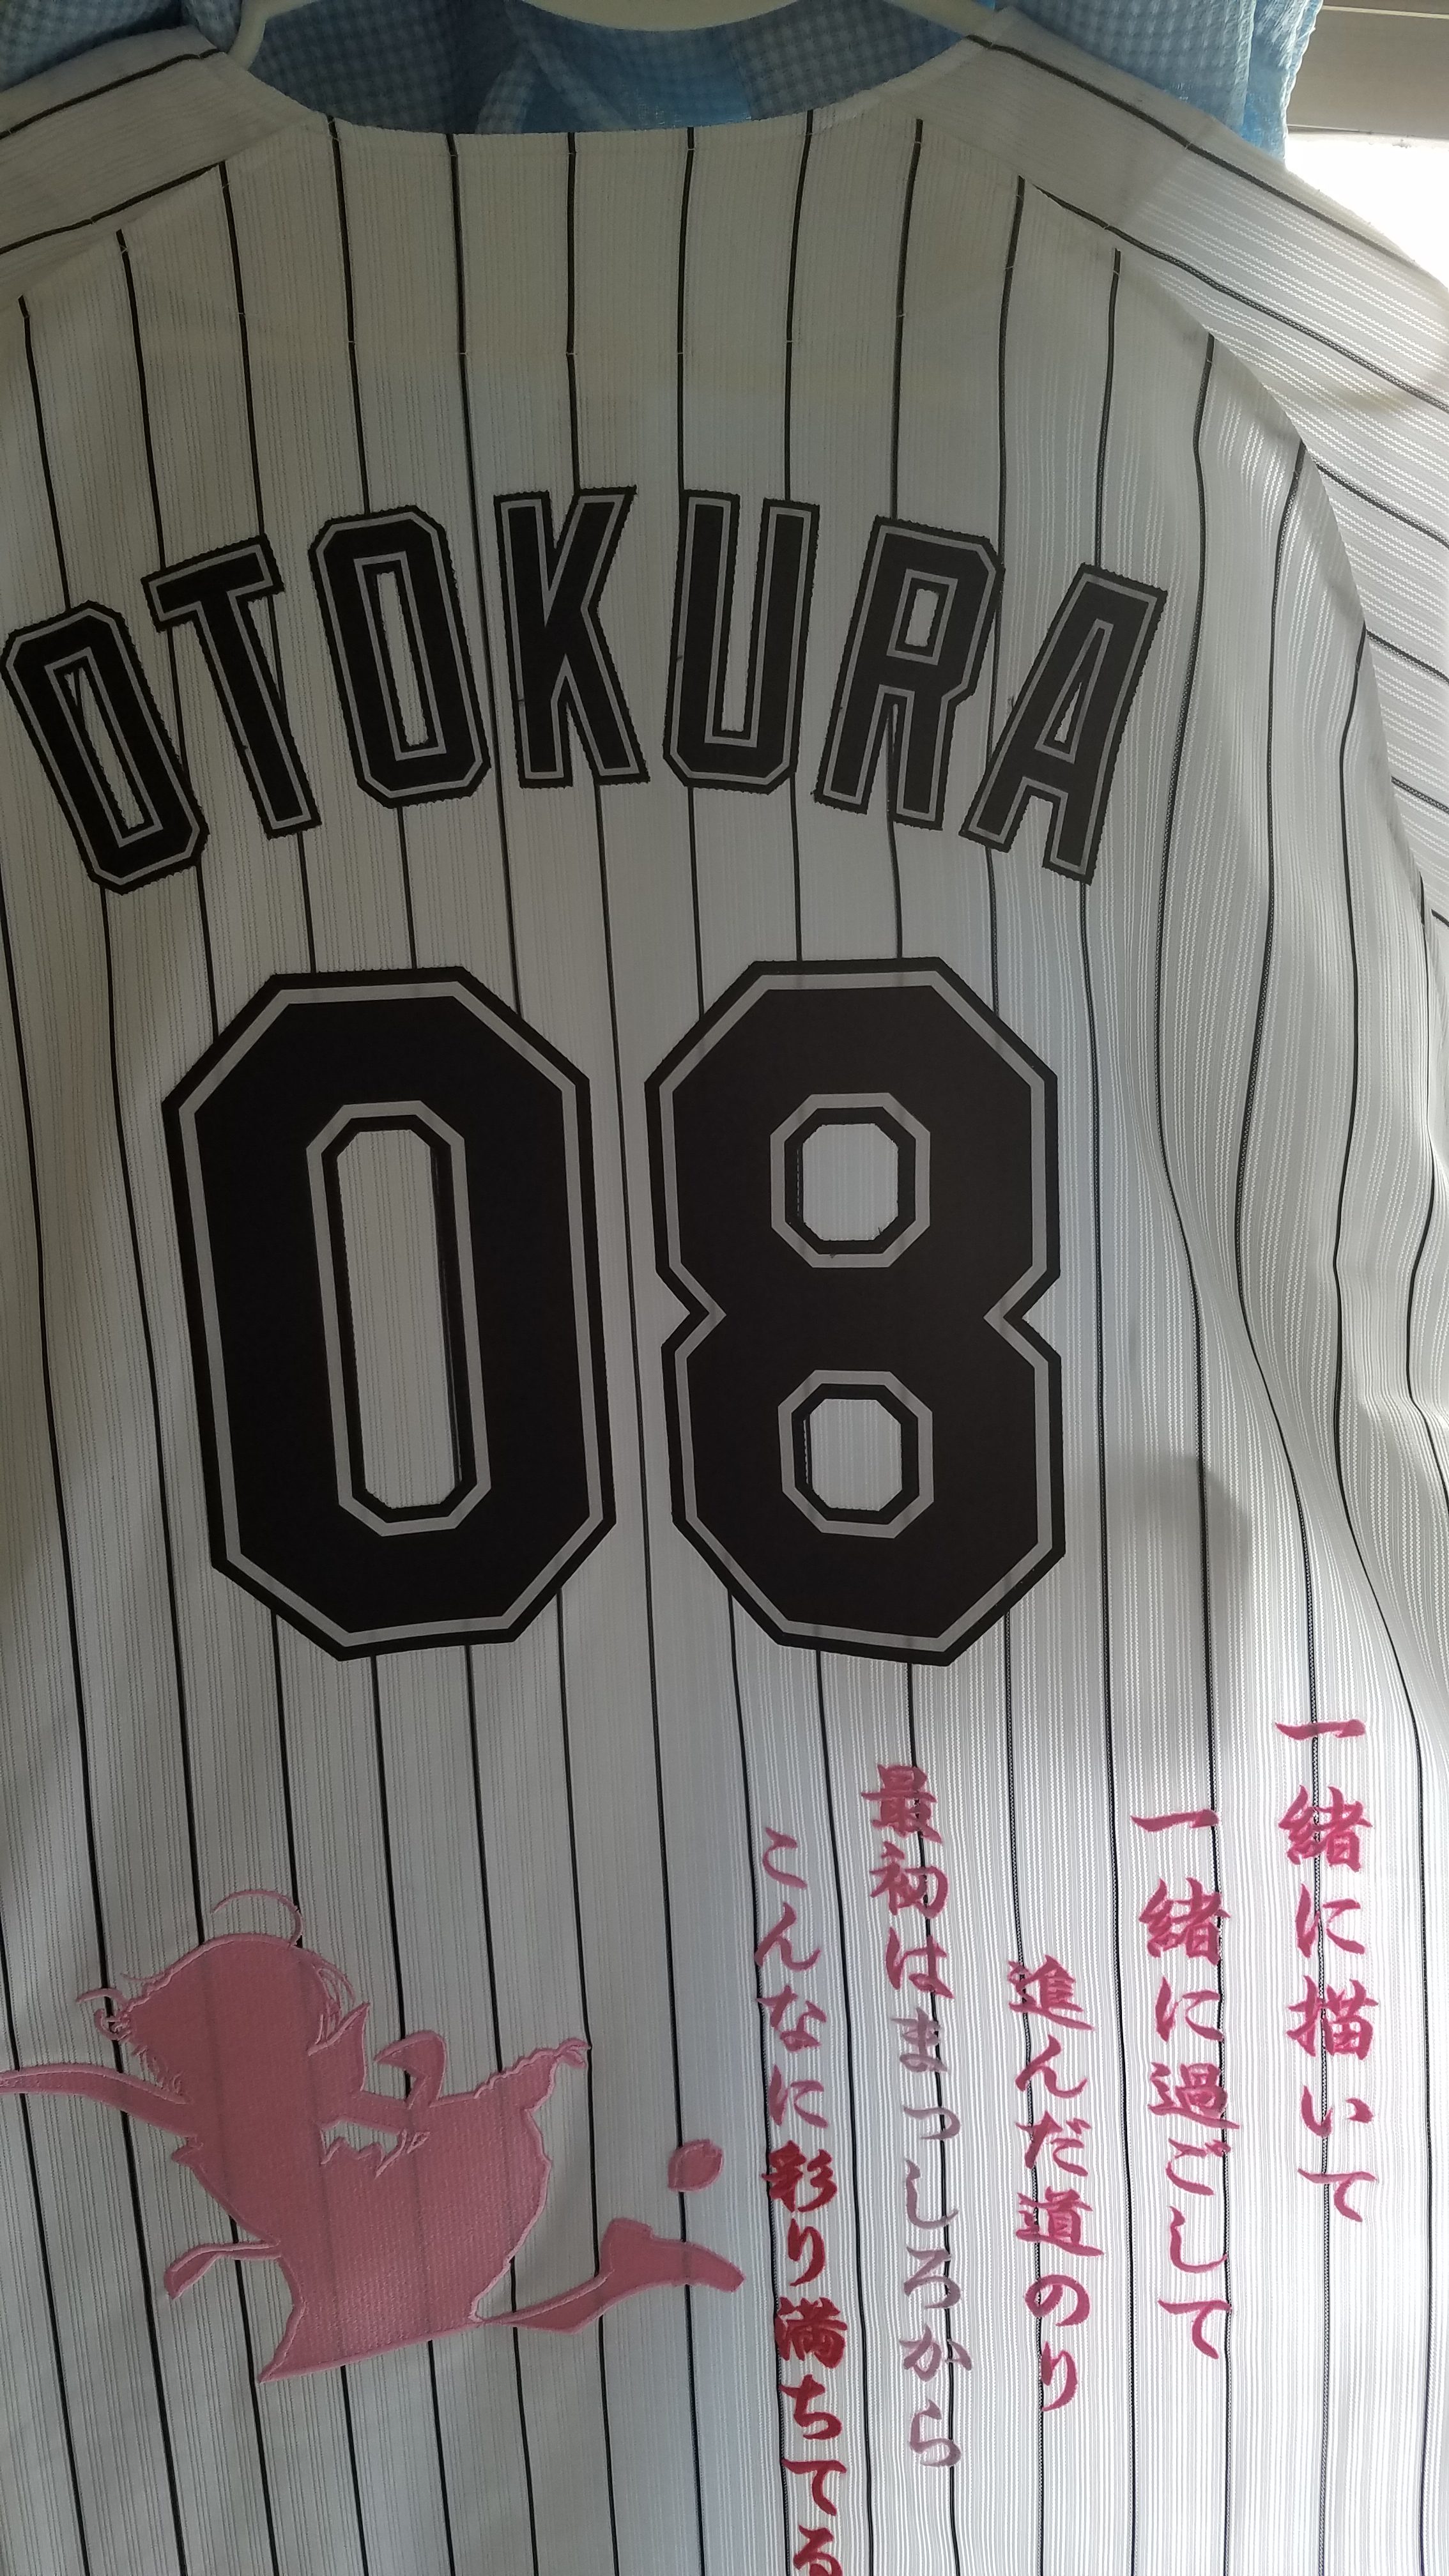 OTOKURA
08
一緒に描いて
一緒に過ごして
進んだ道のり
最初はまっしろから
こんなに彩り満ちてる